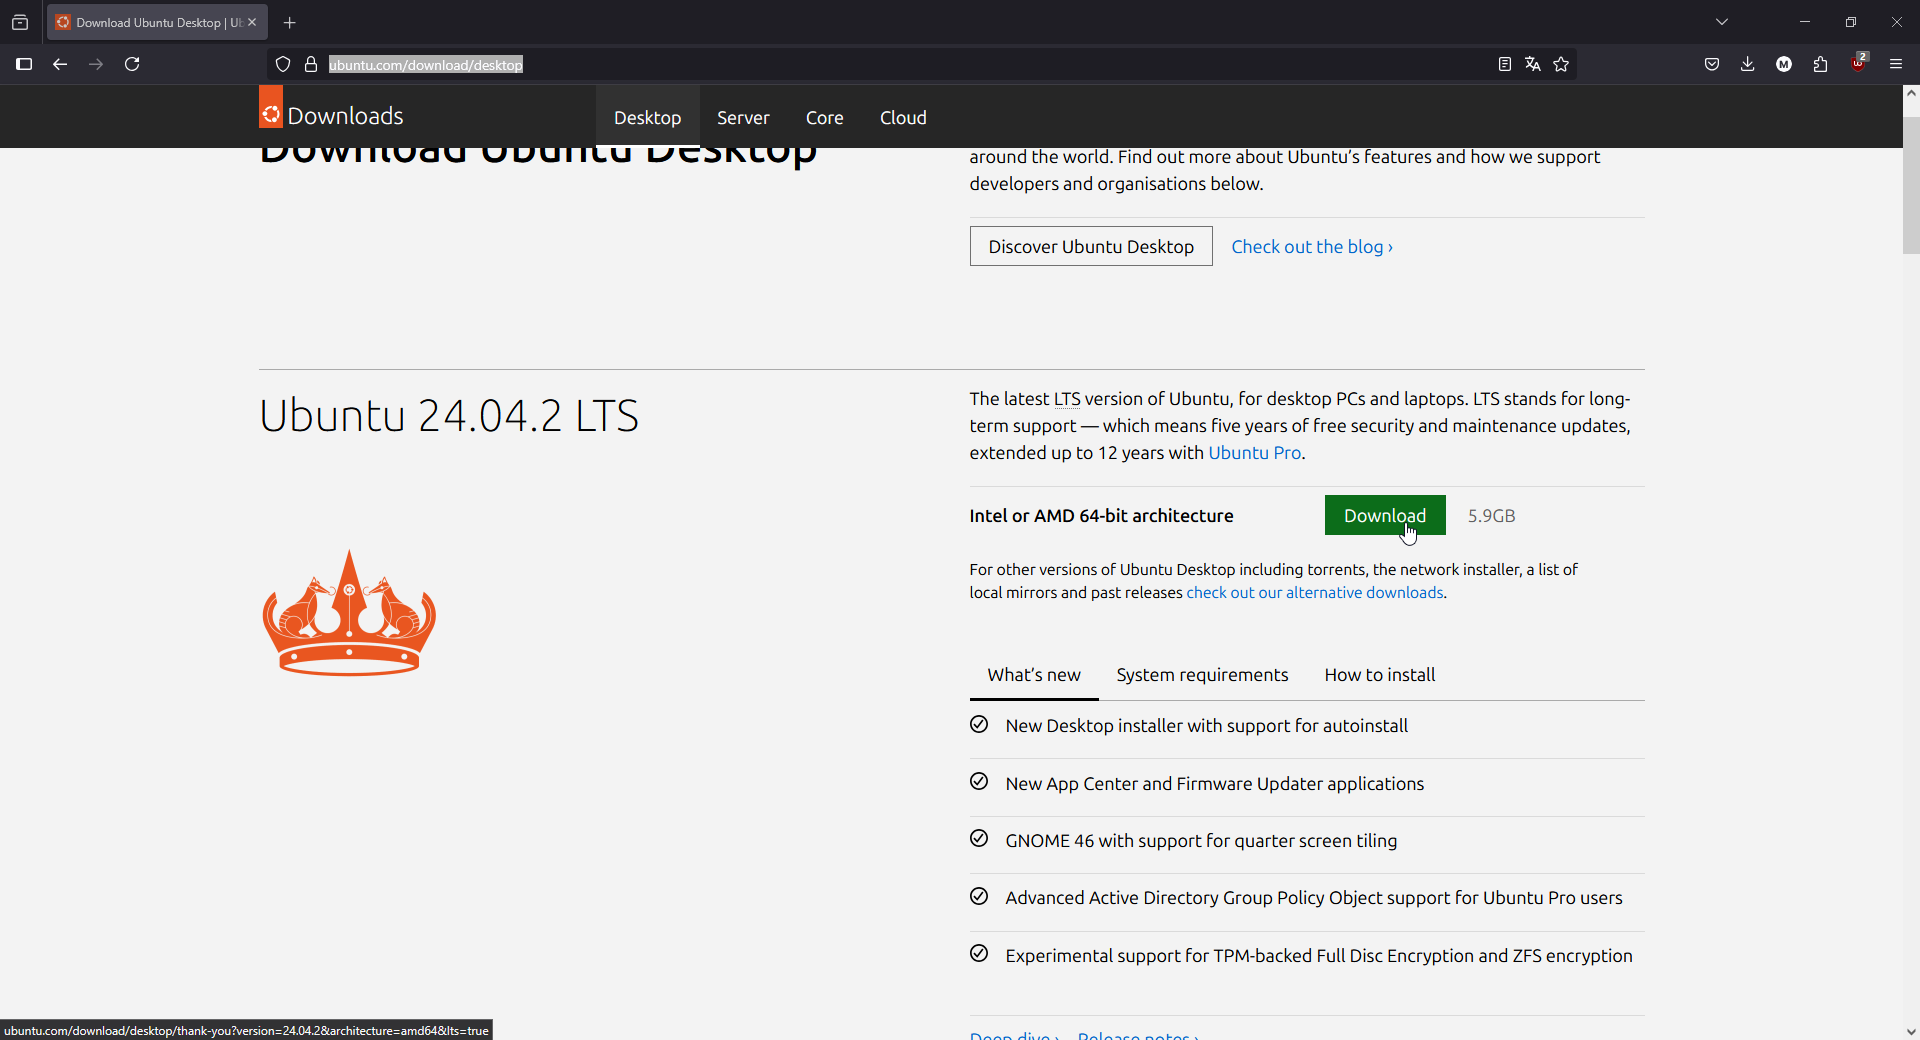 Download Ubuntu Desktop | Ub
ubuntu.com/download/desktop
M
2
Downloads
Desktop
Server
Core
Cloud
Download Ubuntu Desktop
around the world. Find out more about Ubuntu's features and how we support
developers and organisations below.
Discover Ubuntu Desktop
Check out the blog ›
Ubuntu 24.04.2 LTS
The latest LTS version of Ubuntu, for desktop PCs and laptops. LTS stands for long-
term support — which means five years of free security and maintenance updates,
extended up to 12 years with Ubuntu Pro.
Intel or AMD 64-bit architecture
Download
5.9GB
For other versions of Ubuntu Desktop including torrents, the network installer, a list of
local mirrors and past releases check out our alternative downloads.
What's new
System requirements
How to install
New Desktop installer with support for autoinstall
New App Center and Firmware Updater applications
GNOME 46 with support for quarter screen tiling
Advanced Active Directory Group Policy Object support for Ubuntu Pro users
Experimental support for TPM-backed Full Disc Encryption and ZFS encryption
Deep dive ›
Release notes ›
ubuntu.com/download/desktop/thank-you?version=24.04.2&architecture=amd64&lts=true